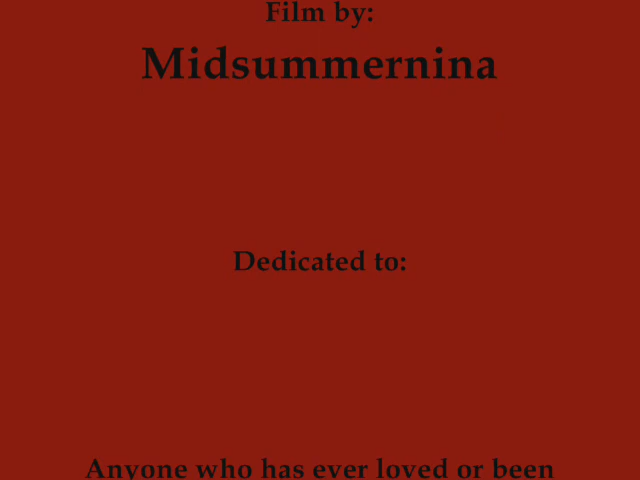 Film by:
Midsummernina
Dedicated to:
Anyone who has ever loved or been